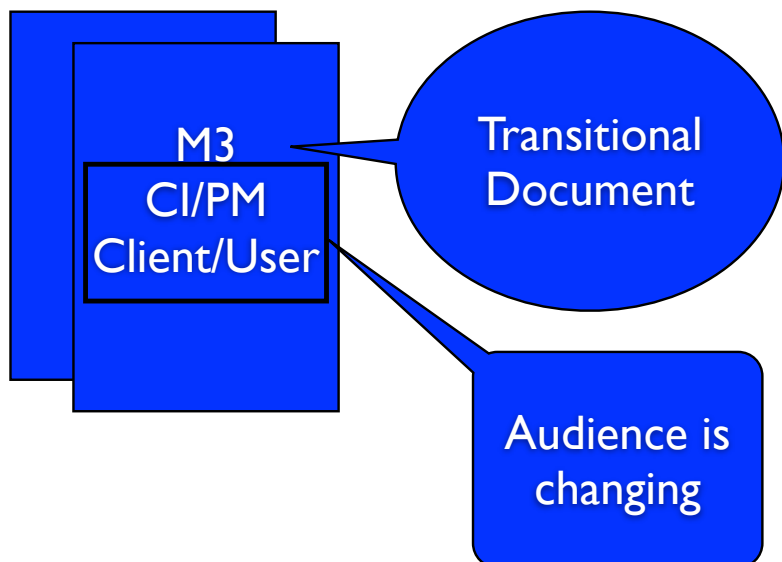 M3
CI/PM
Client/User
Transitional
Document
Audience is
changing